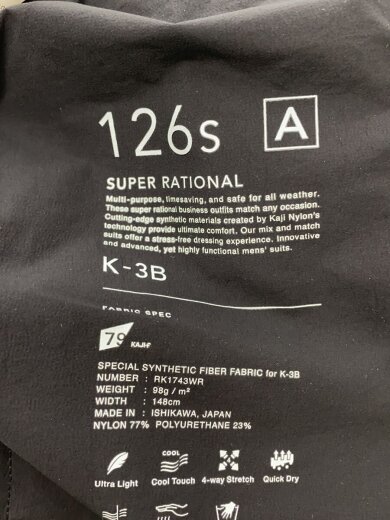 126s A
SUPER RATIONAL
Multi-purpose, timesaving, and safe for all weather.
These super rational business outfits match any occasion.
Cutting-edge synthetic materials created by Kaji Nylon's
technology provide ultimate comfort. Our mix and match
suits offer a stress-free dressing experience. Innovative
and advanced, yet highly functional mens' suits.
K-3B
FABRIC SPEC
79 KAJIF
SPECIAL SYNTHETIC FIBER FABRIC for K-3B
NUMBER : RK1743WR
WEIGHT : 98g / m²
WIDTH : 148cm
MADE IN : ISHIKAWA, JAPAN
NYLON 77% POLYURETHANE 23%
COOL
Ultra Light Cool Touch 4-way Stretch Quick Dry